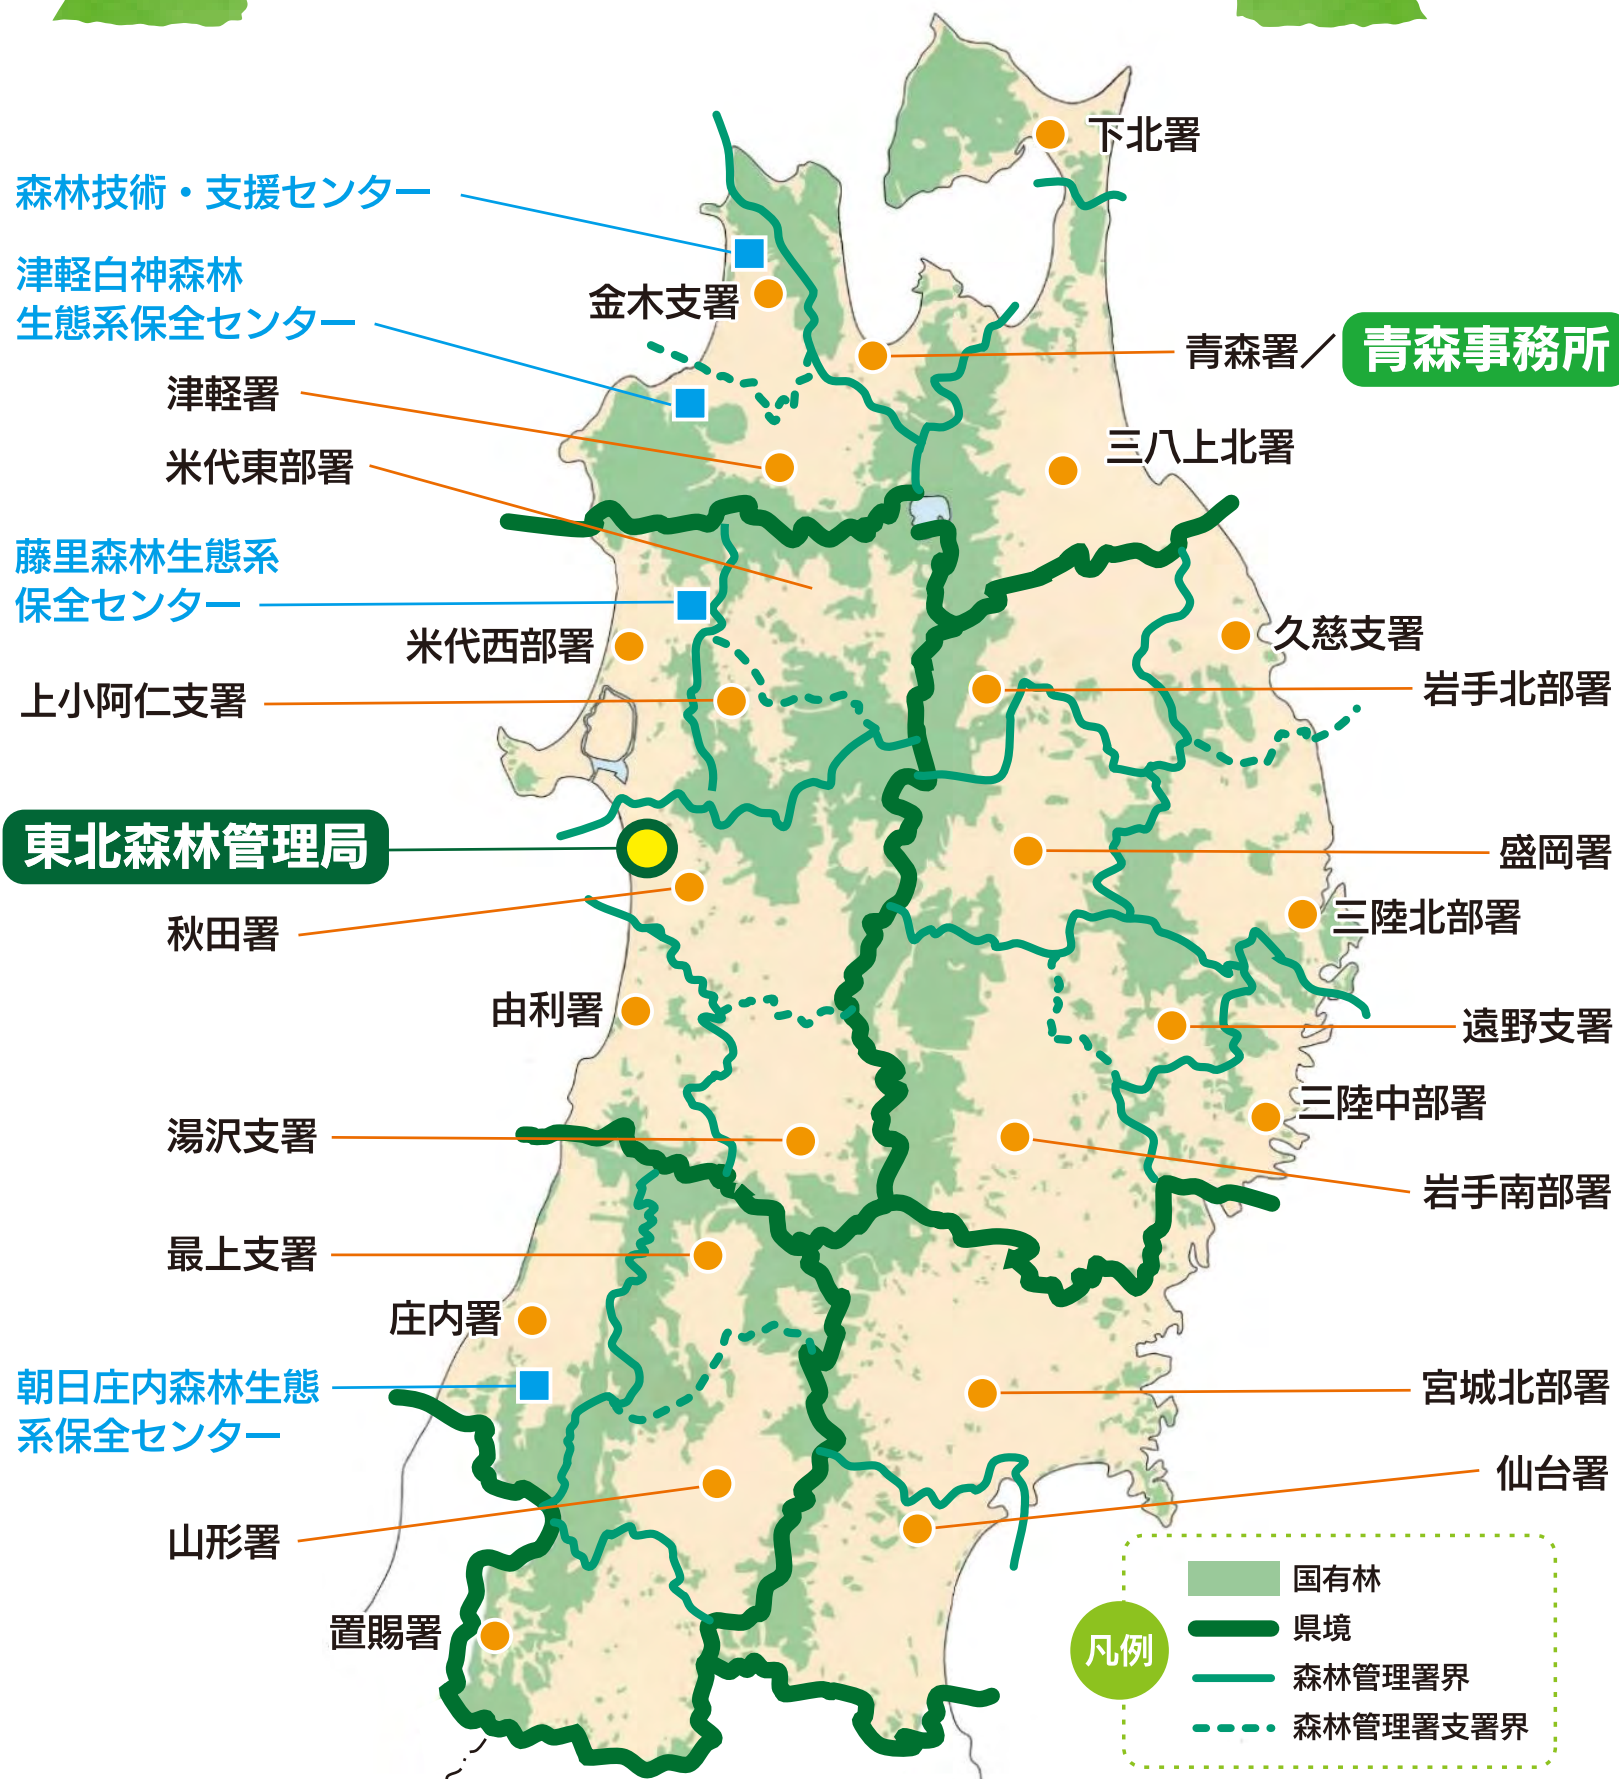 下北署
森林技術・支援センター
津軽白神森林
生態系保全センター
金木支署
青森署／青森事務所
津軽署
三八上北署
米代東部署
藤里森林生態系
保全センター
米代西部署
久慈支署
上小阿仁支署
岩手北部署
東北森林管理局
盛岡署
秋田署
三陸北部署
由利署
遠野支署
三陸中部署
湯沢支署
岩手南部署
最上支署
庄内署
朝日庄内森林生態
系保全センター
宮城北部署
仙台署
山形署
置賜署
凡例
国有林
県境
森林管理署界
森林管理署支署界